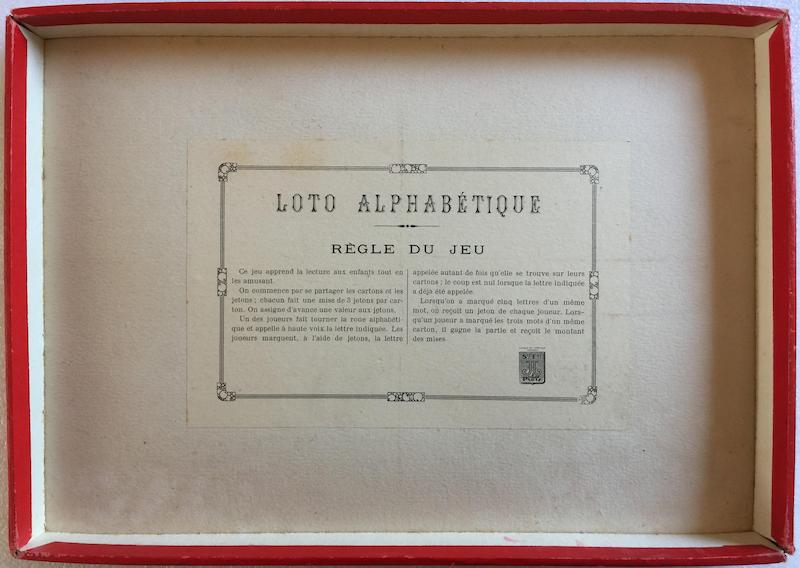 LOTO ALPHABÉTIQUE
RÈGLE DU JEU
Ce jeu apprend la lecture aux enfants tout en
les amusant.
On commence par se partager les cartons et les
jetons ; chacun fait une mise de 3 jetons par car-
ton. On assigne d'avance une valeur aux jetons.
Un des joueurs fait tourner la roue alphabéti-
que et appelle à haute voix la lettre indiquée. Les
joueurs marquent, à l'aide de jetons, la lettre
appelée autant de fois qu'elle se trouve sur leurs
cartons ; le coup est nul lorsque la lettre indiquée
a déjà été appelée.
Lorsqu'on a marqué cinq lettres d'un même
mot, on reçoit un jeton de chaque joueur. Lors-
qu'un joueur a marqué les trois mots d'un même
carton, il gagne la partie et reçoit le montant
des mises.